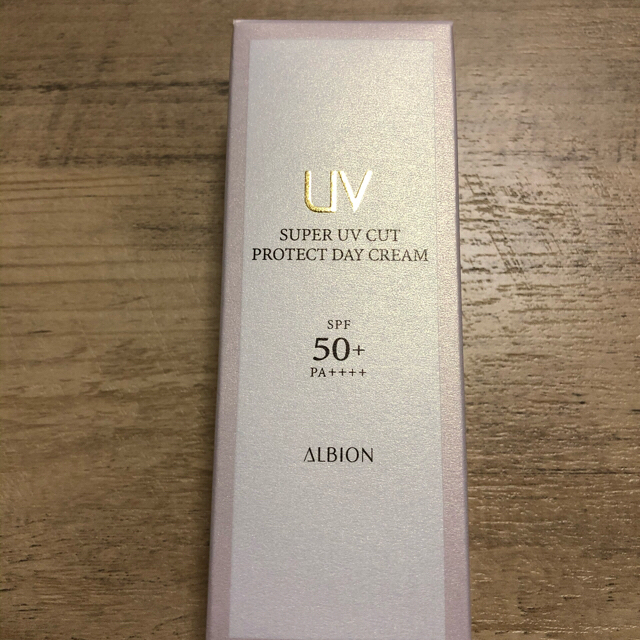 UV
SUPER UV CUT
PROTECT DAY CREAM
SPF
50+
PA++++
ALBION